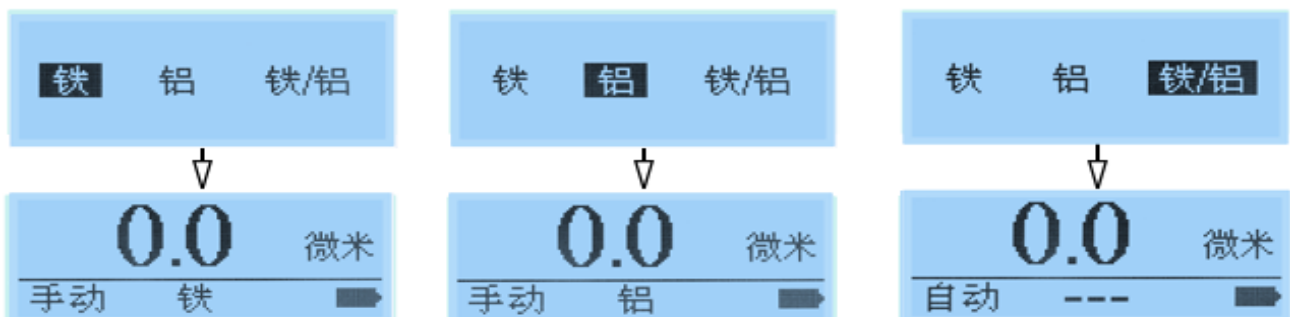 铁 铝 铁/铝
0.0 微米
手动 铁
铁 铝 铁/铝
0.0 微米
手动 铝
铁 铝 铁/铝
0.0 微米
自动 ---